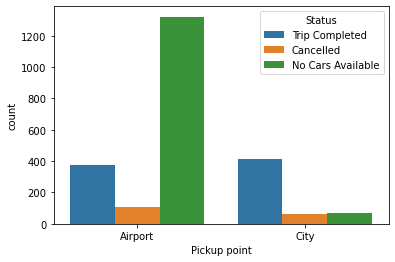 Status
Trip Completed
Cancelled
No Cars Available
count
1200
1000
800
600
400
200
0
Airport
City
Pickup point